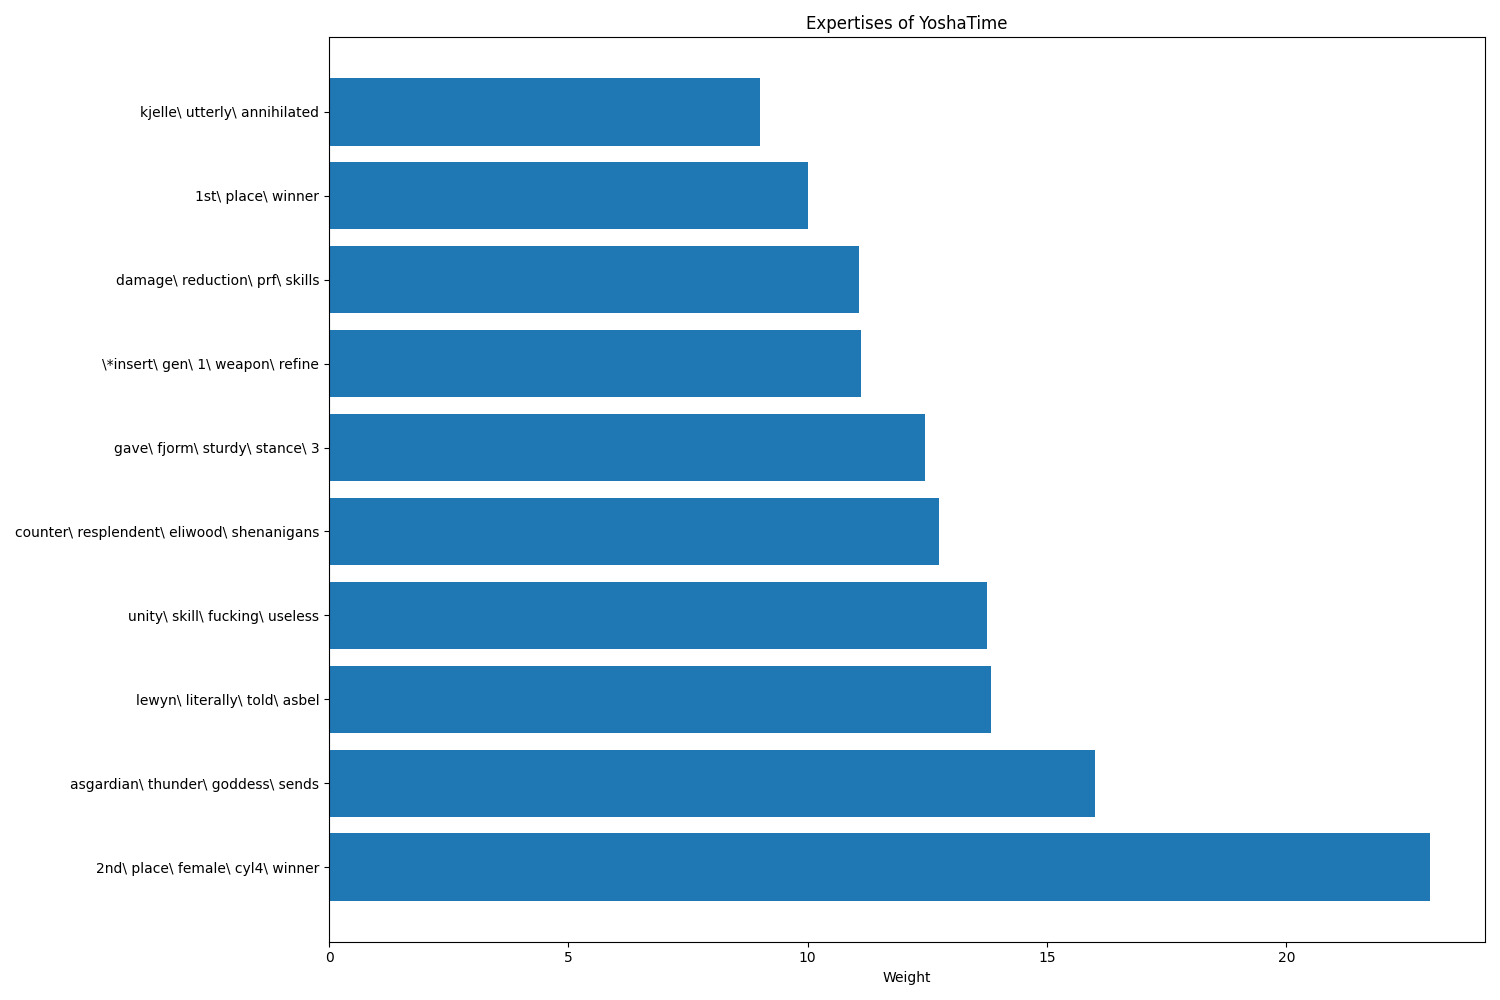 Expertises of YoshaTime
kjelle\ utterly\ annihilated
1st\ place\ winner
damage\ reduction\ prf\ skills
\*insert\ gen\ 1\ weapon\ refine
gave\ fjorm\ sturdy\ stance\ 3
counter\ resplendent\ eliwood\ shenanigans
unity\ skill\ fucking\ useless
lewyn\ literally\ told\ asbel
asgardian\ thunder\ goddess\ sends
2nd\ place\ female\ cyl4\ winner
0 5 10 15 20
Weight